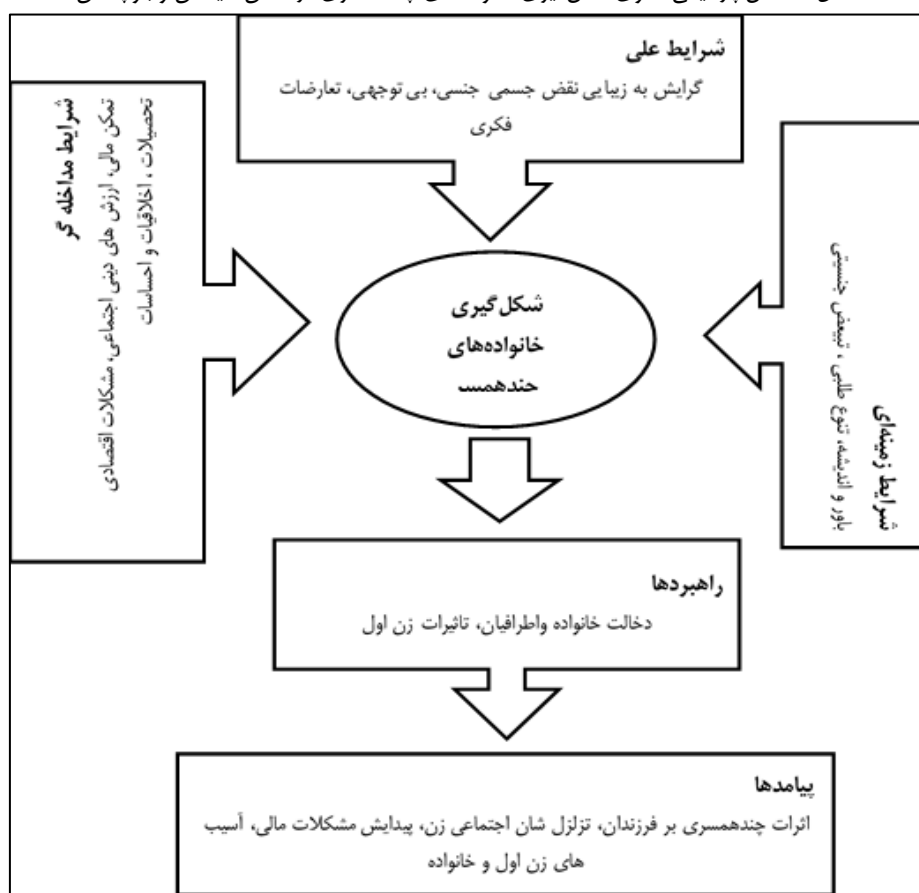 شرایط علی
گرایش به زیبایی نقض جسمی جنسی، بی توجهی، تعارضات
فکری
شرایط زمینه‌ای
باور و اندیشه، تنوع طلبی ، تبیعض جنسیتی
شرایط مداخله گر
تمکن مالی، ارزش های دینی اجتماعی، مشکلات اقتصادی
تحصیلات ، اخلاقیات و احساسات
شکل‌گیری
خانواده‌های
راهبردها
دخالت خانواده واطرافیان، تاثیرات زن اول
پیامدها
اثرات چندهمسری بر فرزندان، تزلزل شان اجتماعی زن، پیدایش مشکلات مالی، آسیب
های زن اول و خانواده